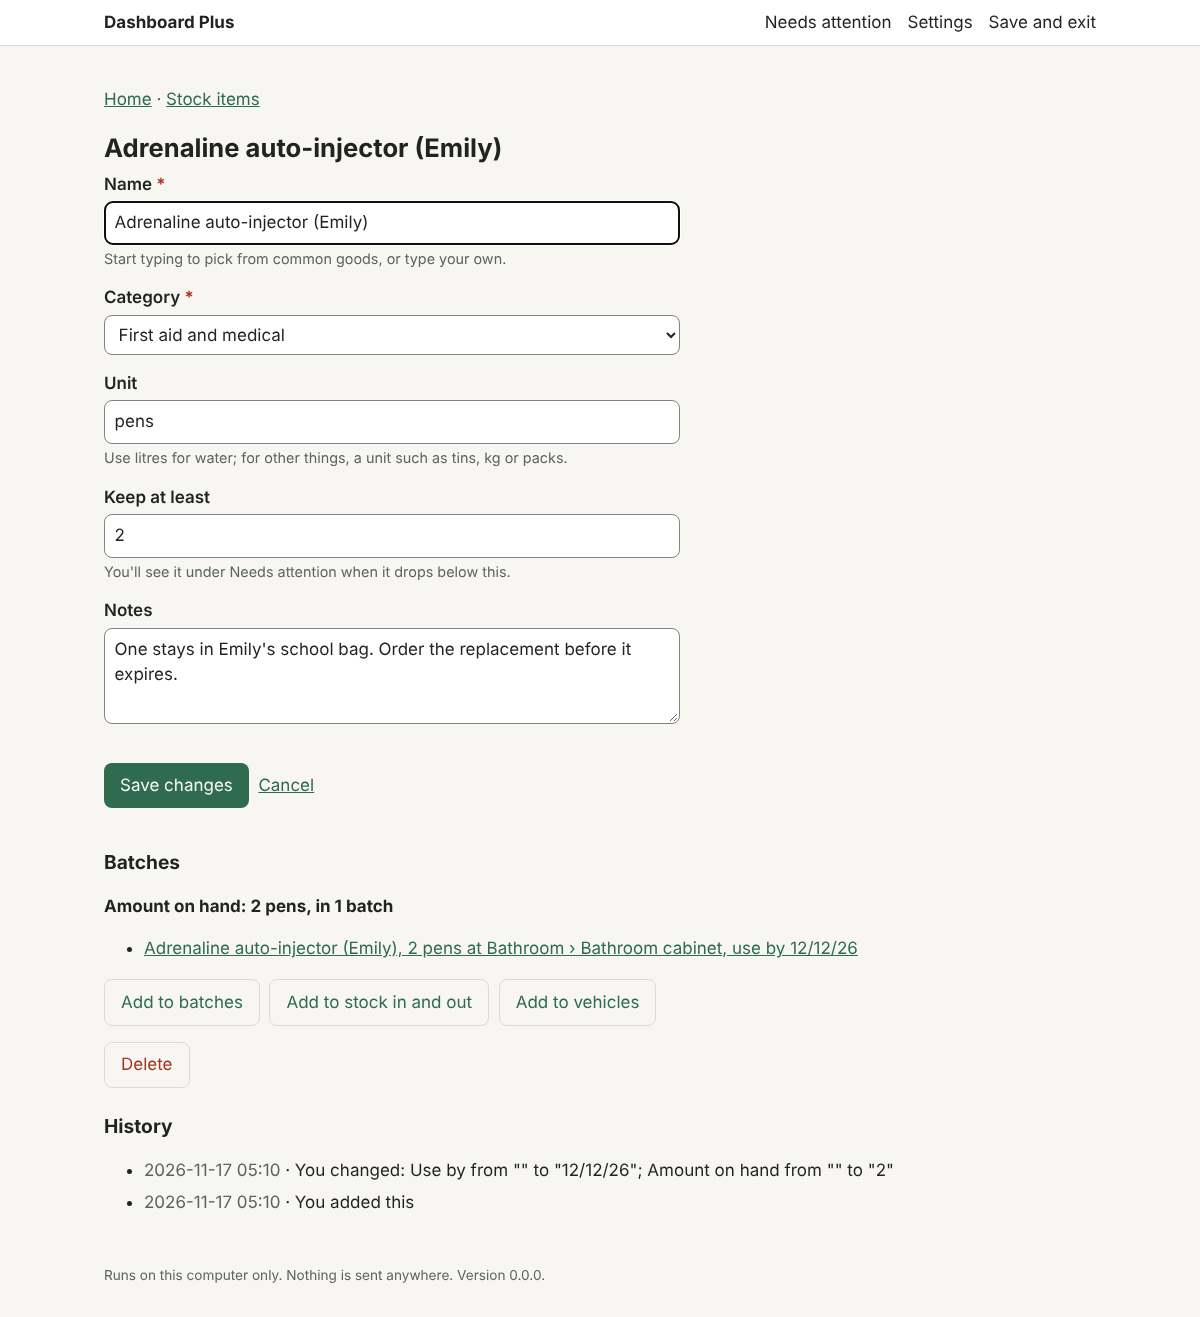 Dashboard Plus
Needs attention Settings Save and exit
Home · Stock items
Adrenaline auto-injector (Emily)
Name *
Adrenaline auto-injector (Emily)
Start typing to pick from common goods, or type your own.
Category *
First aid and medical
Unit
pens
Use litres for water; for other things, a unit such as tins, kg or packs.
Keep at least
2
You'll see it under Needs attention when it drops below this.
Notes
One stays in Emily's school bag. Order the replacement before it
expires.
Save changes Cancel
Batches
Amount on hand: 2 pens, in 1 batch
• Adrenaline auto-injector (Emily), 2 pens at Bathroom › Bathroom cabinet, use by 12/12/26
Add to batches Add to stock in and out Add to vehicles
Delete
History
• 2026-11-17 05:10 · You changed: Use by from "" to "12/12/26"; Amount on hand from "" to "2"
• 2026-11-17 05:10 · You added this
Runs on this computer only. Nothing is sent anywhere. Version 0.0.0.